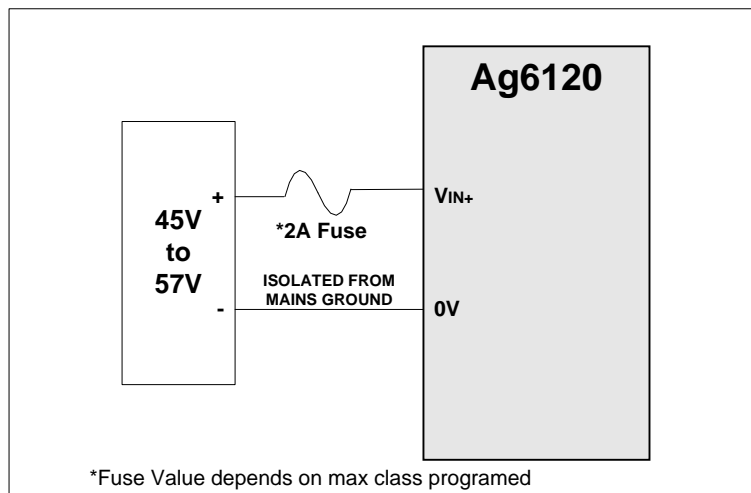 Ag6120
+
VIN+
45V
to
57V
*2A Fuse
ISOLATED FROM
MAINS GROUND
-
0V
*Fuse Value depends on max class programed